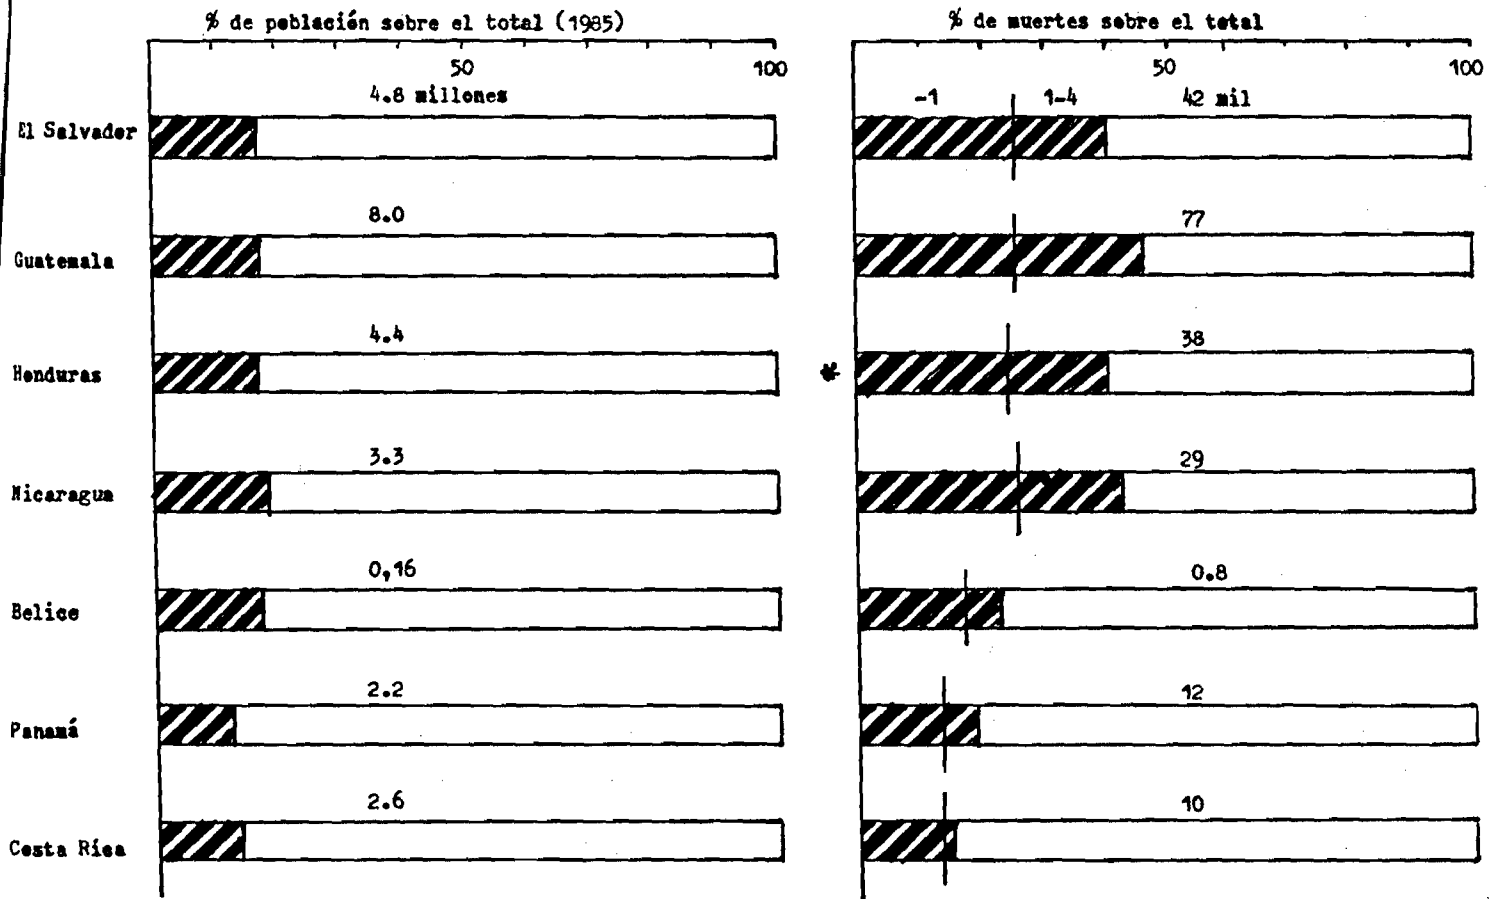 % de población sobre el total (1985) % de muertes sobre el total
50 100 50 100
4.8 millones -1 1-4 42 mil
El Salvador
8.0 77
Guatemala
4.4 38
Honduras *
3.3 29
Nicaragua
0,16 0.8
Belice
2.2 12
Panamá
2.6 10
Costa Rica